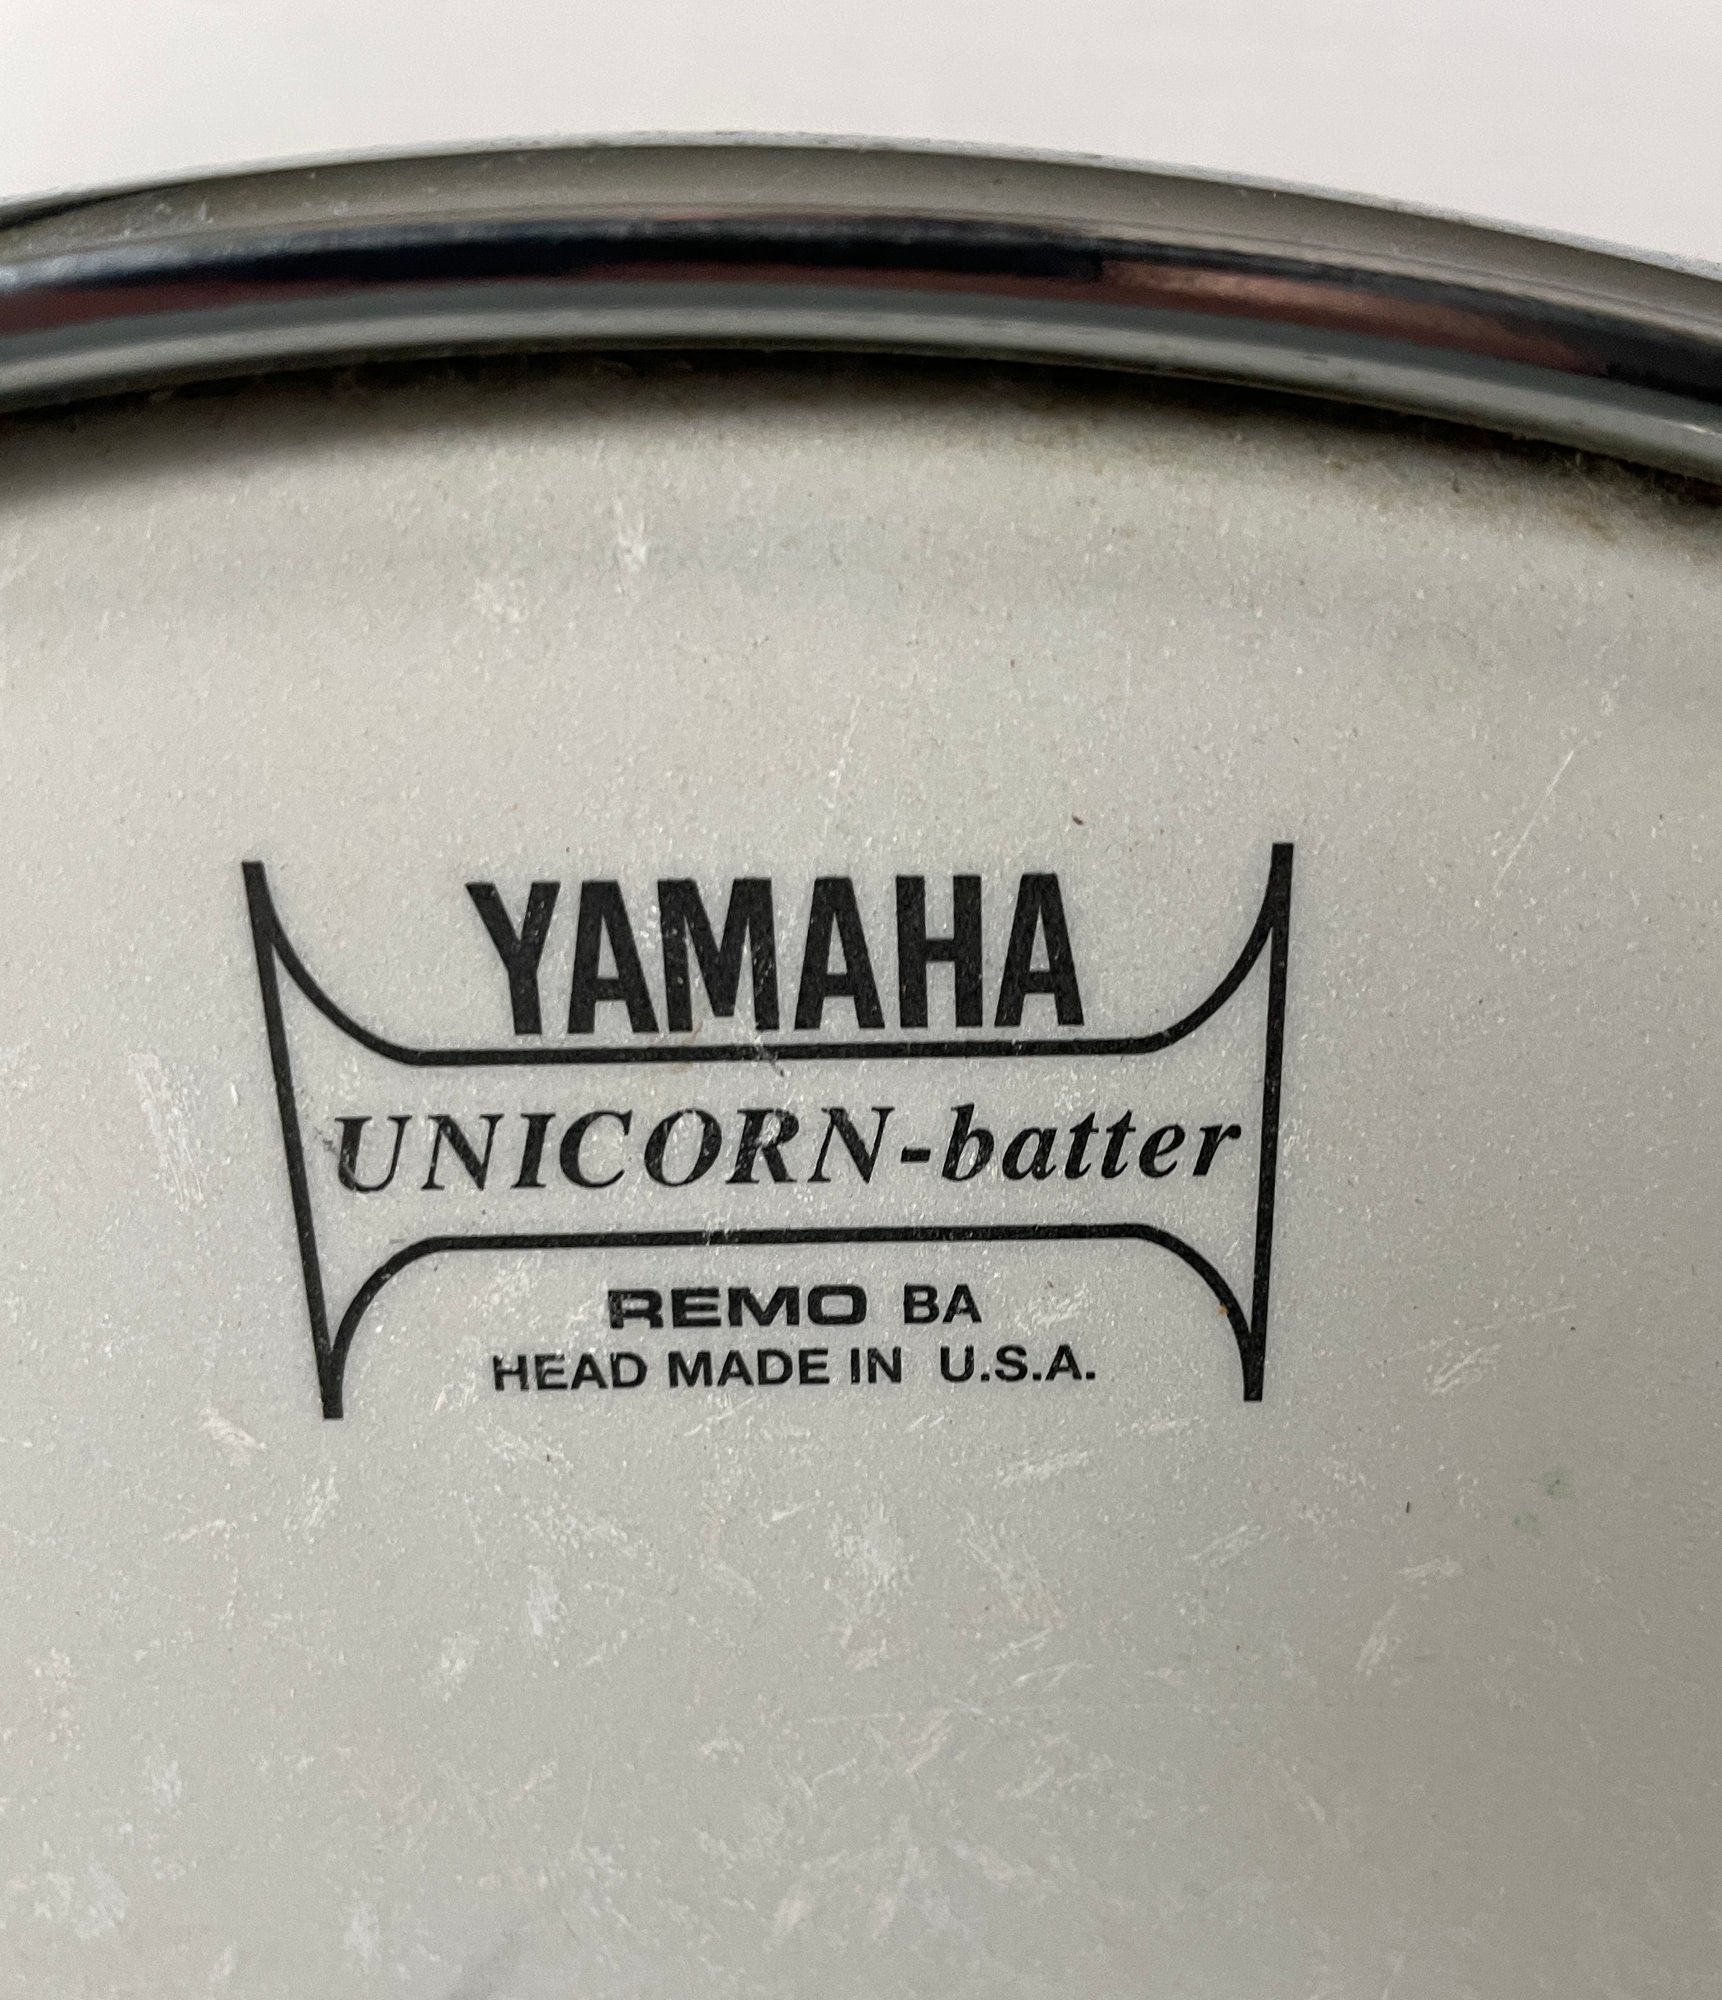 YAMAHA
UNICORN-batter
REMO BA
HEAD MADE IN U.S.A.